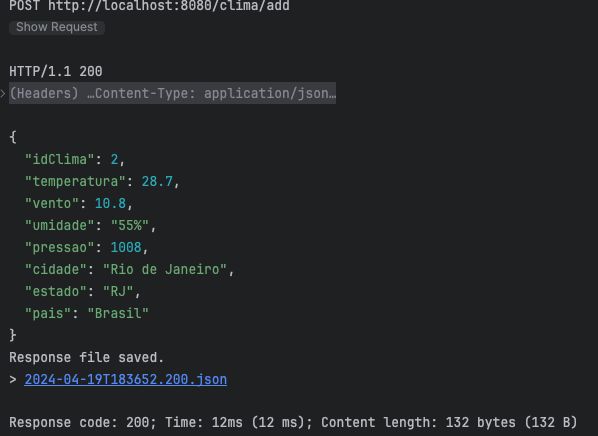 POST http://localhost:8080/clima/add
Show Request
HTTP/1.1 200
(Headers) …Content-Type: application/json…
{
  "idClima": 2,
  "temperatura": 28.7,
  "vento": 10.8,
  "umidade": "55%",
  "pressao": 1008,
  "cidade": "Rio de Janeiro",
  "estado": "RJ",
  "pais": "Brasil"
}
Response file saved.
> 2024-04-19T183652.200.json
Response code: 200; Time: 12ms (12 ms); Content length: 132 bytes (132 B)